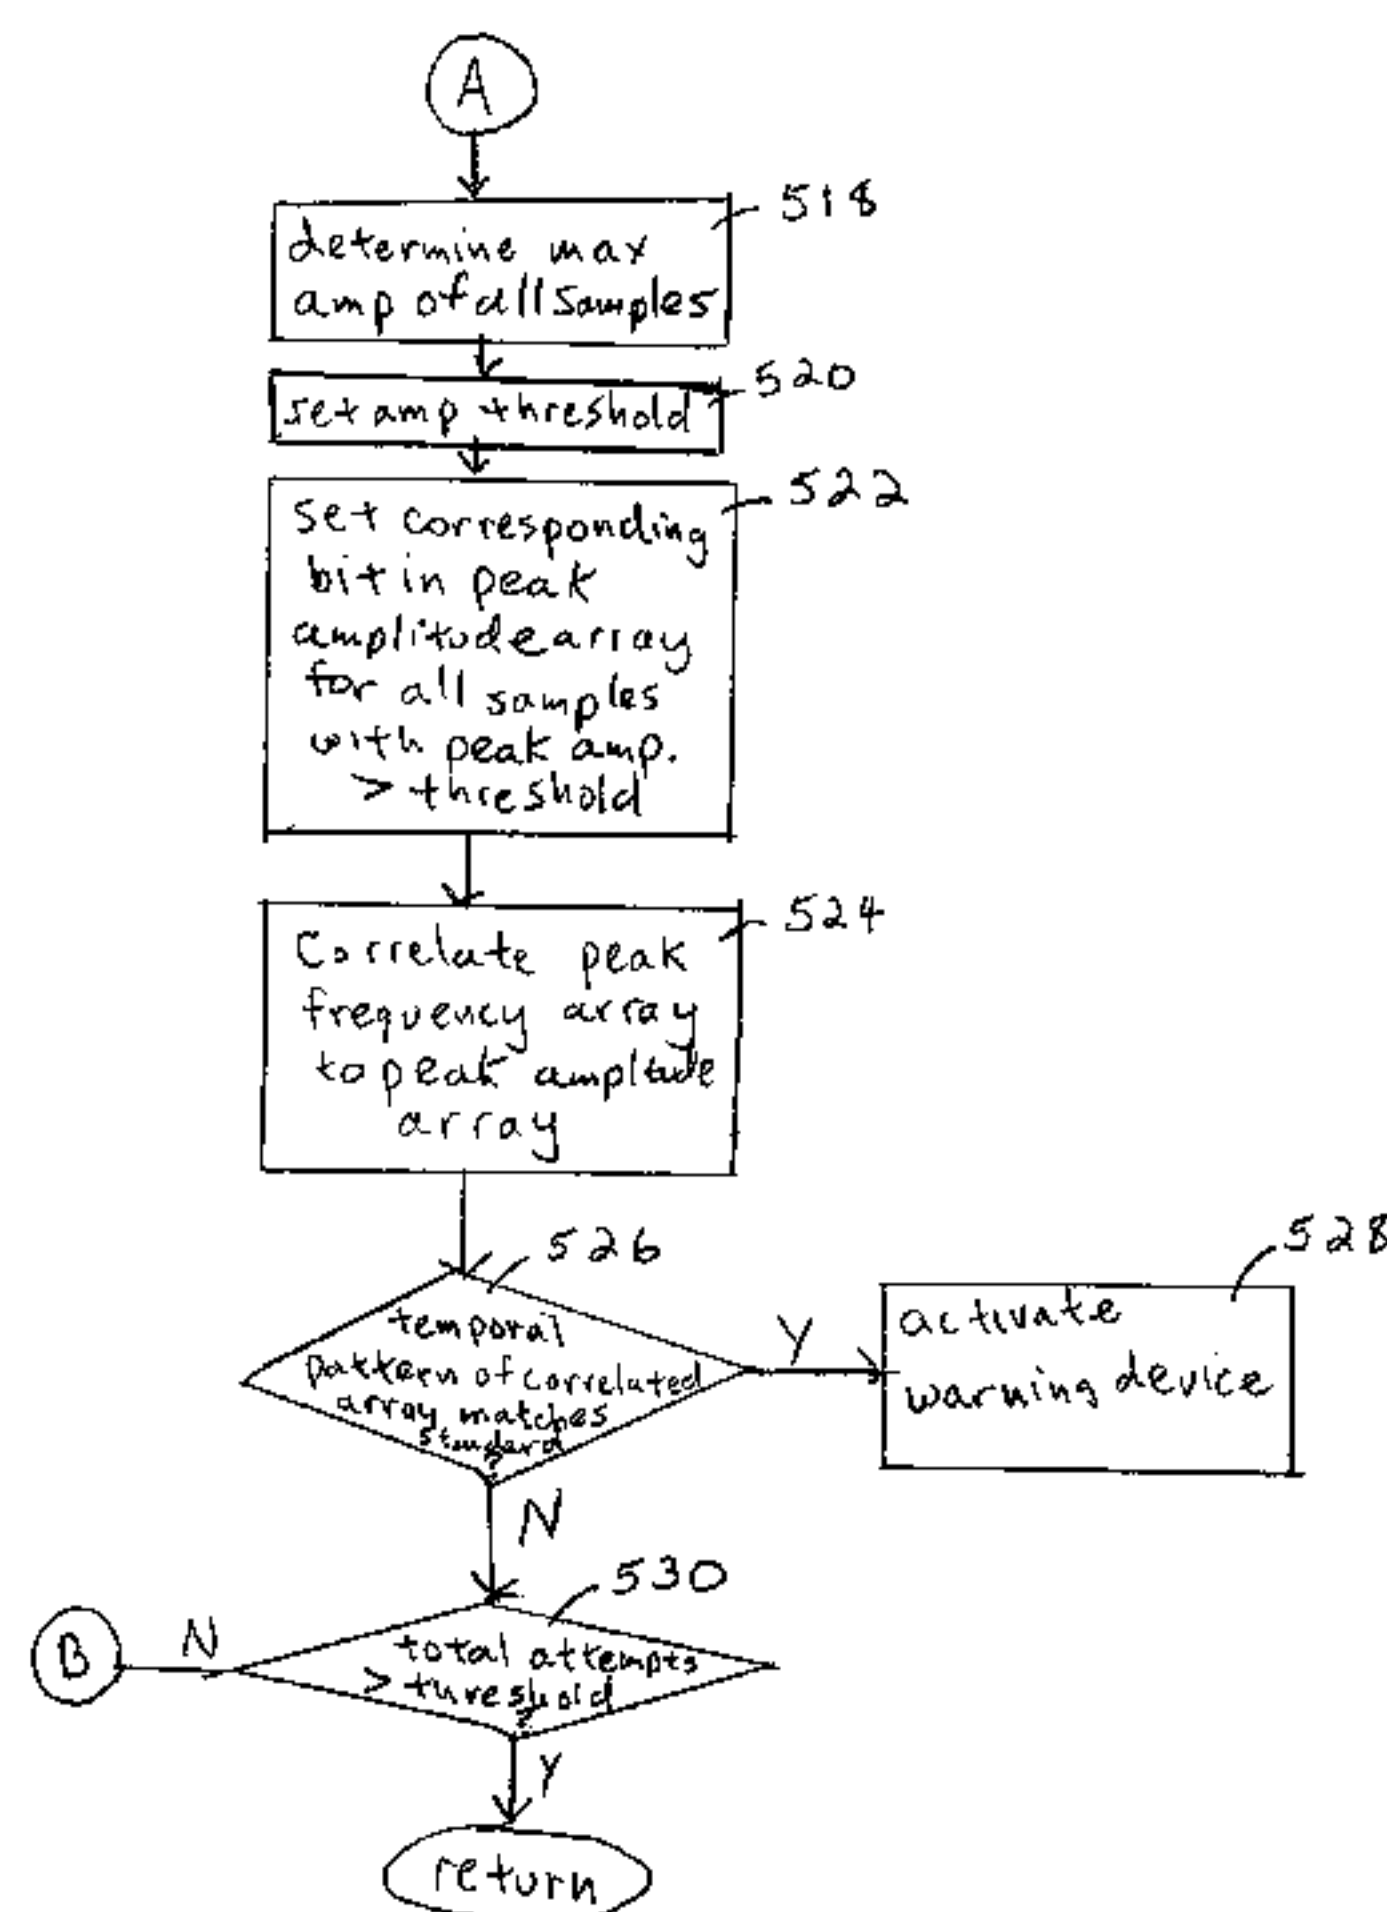 A
518
determine max
amp of all samples
520
set amp threshold
522
set corresponding
bit in peak
amplitude array
for all samples
with peak amp.
> threshold
524
Correlate peak
frequency array
to peak amplitude
array
526
temporal
pattern of correlated
array matches
standard
?
Y
528
activate
warning device
N
530
total attempts
> threshold
?
N
B
Y
return